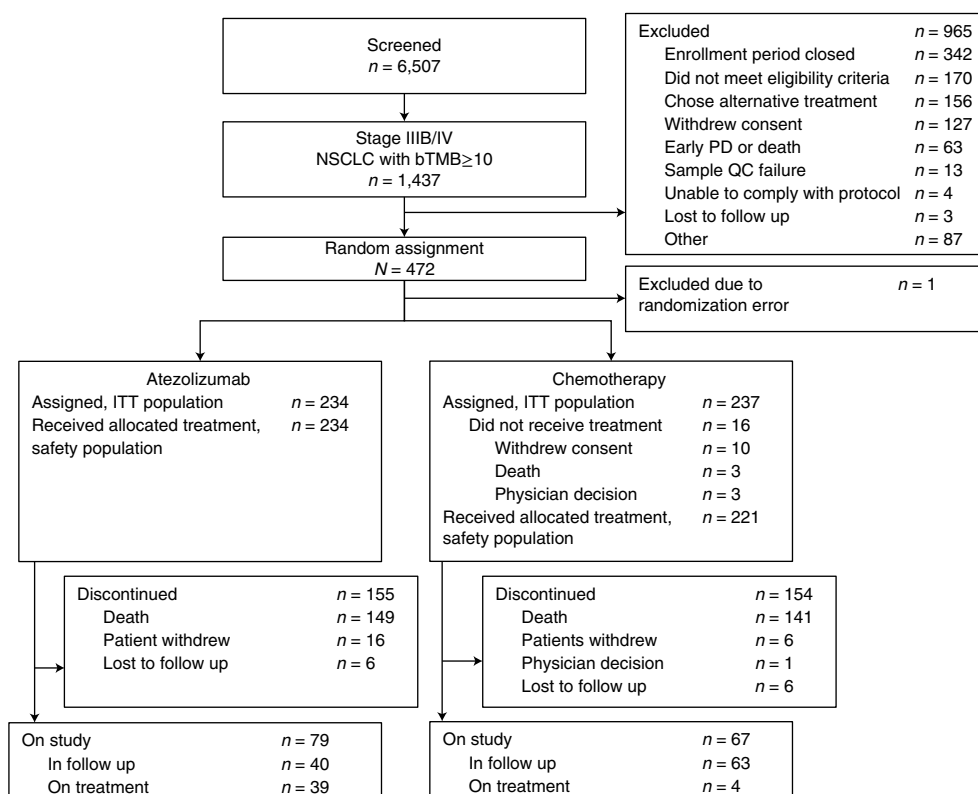 Screened
n = 6,507
Excluded n = 965
Enrollment period closed n = 342
Did not meet eligibility criteria n = 170
Chose alternative treatment n = 156
Withdrew consent n = 127
Early PD or death n = 63
Sample QC failure n = 13
Unable to comply with protocol n = 4
Lost to follow up n = 3
Other n = 87
Stage IIIB/IV
NSCLC with bTMB≥10
n = 1,437
Random assignment
N = 472
Excluded due to n = 1
randomization error
Atezolizumab
Assigned, ITT population n = 234
Received allocated treatment, n = 234
safety population
Chemotherapy
Assigned, ITT population n = 237
Did not receive treatment n = 16
Withdrew consent n = 10
Death n = 3
Physician decision n = 3
Received allocated treatment, n = 221
safety population
Discontinued n = 155
Death n = 149
Patient withdrew n = 16
Lost to follow up n = 6
Discontinued n = 154
Death n = 141
Patients withdrew n = 6
Physician decision n = 1
Lost to follow up n = 6
On study n = 79
In follow up n = 40
On treatment n = 39
On study n = 67
In follow up n = 63
On treatment n = 4